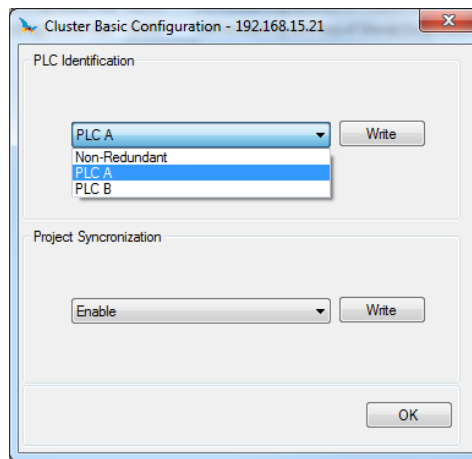 Cluster Basic Configuration - 192.168.15.21
PLC Identification
PLC A
Write
Non-Redundant
PLC A
PLC B
Project Syncronization
Enable
Write
OK